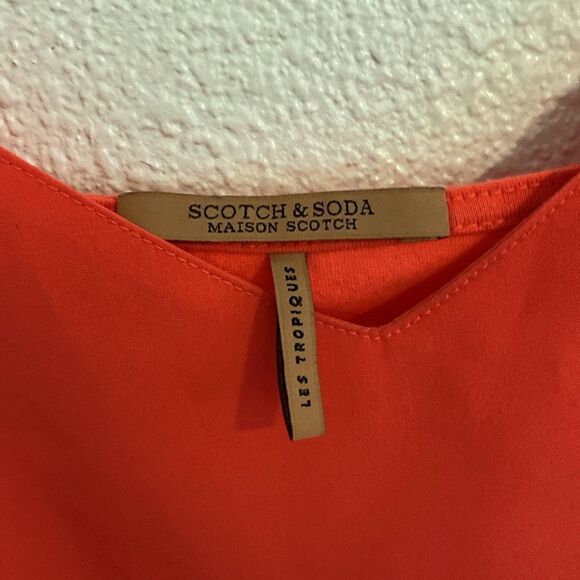 SCOTCH & SODA
MAISON SCOTCH
LES TROPIQUES